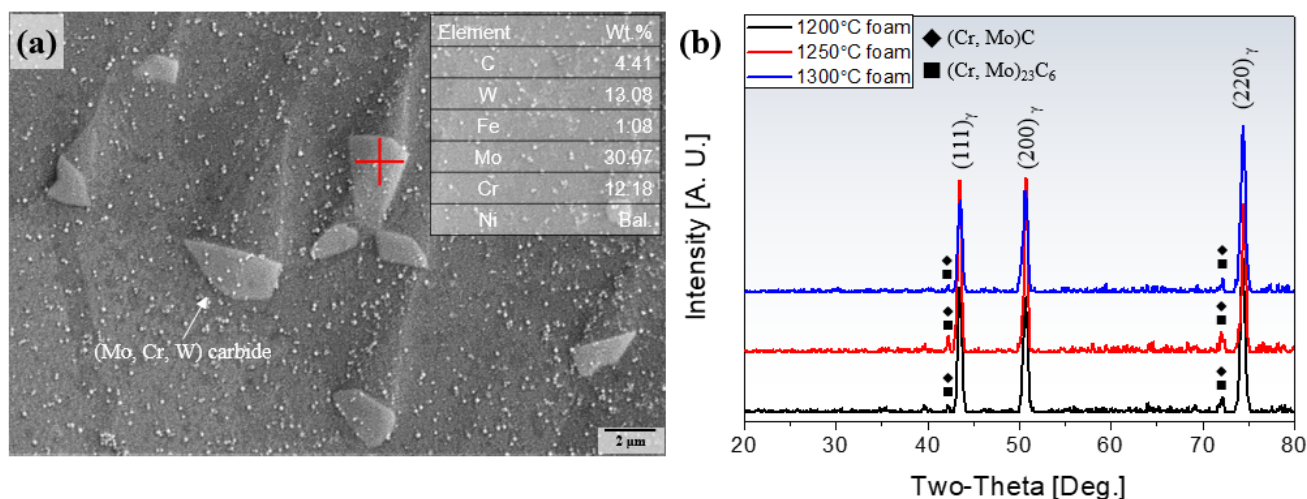 (a)
Element Wt.%
C 4.41
W 13.08
Fe 1.08
Mo 30.07
Cr 12.18
Ni Bal.
(Mo, Cr, W) carbide
2 μm
(b)
1200°C foam
1250°C foam
1300°C foam
(Cr, Mo)C
(Cr, Mo)23C6
(111)γ
(200)γ
(220)γ
Intensity [A. U.]
20 30 40 50 60 70 80
Two-Theta [Deg.]